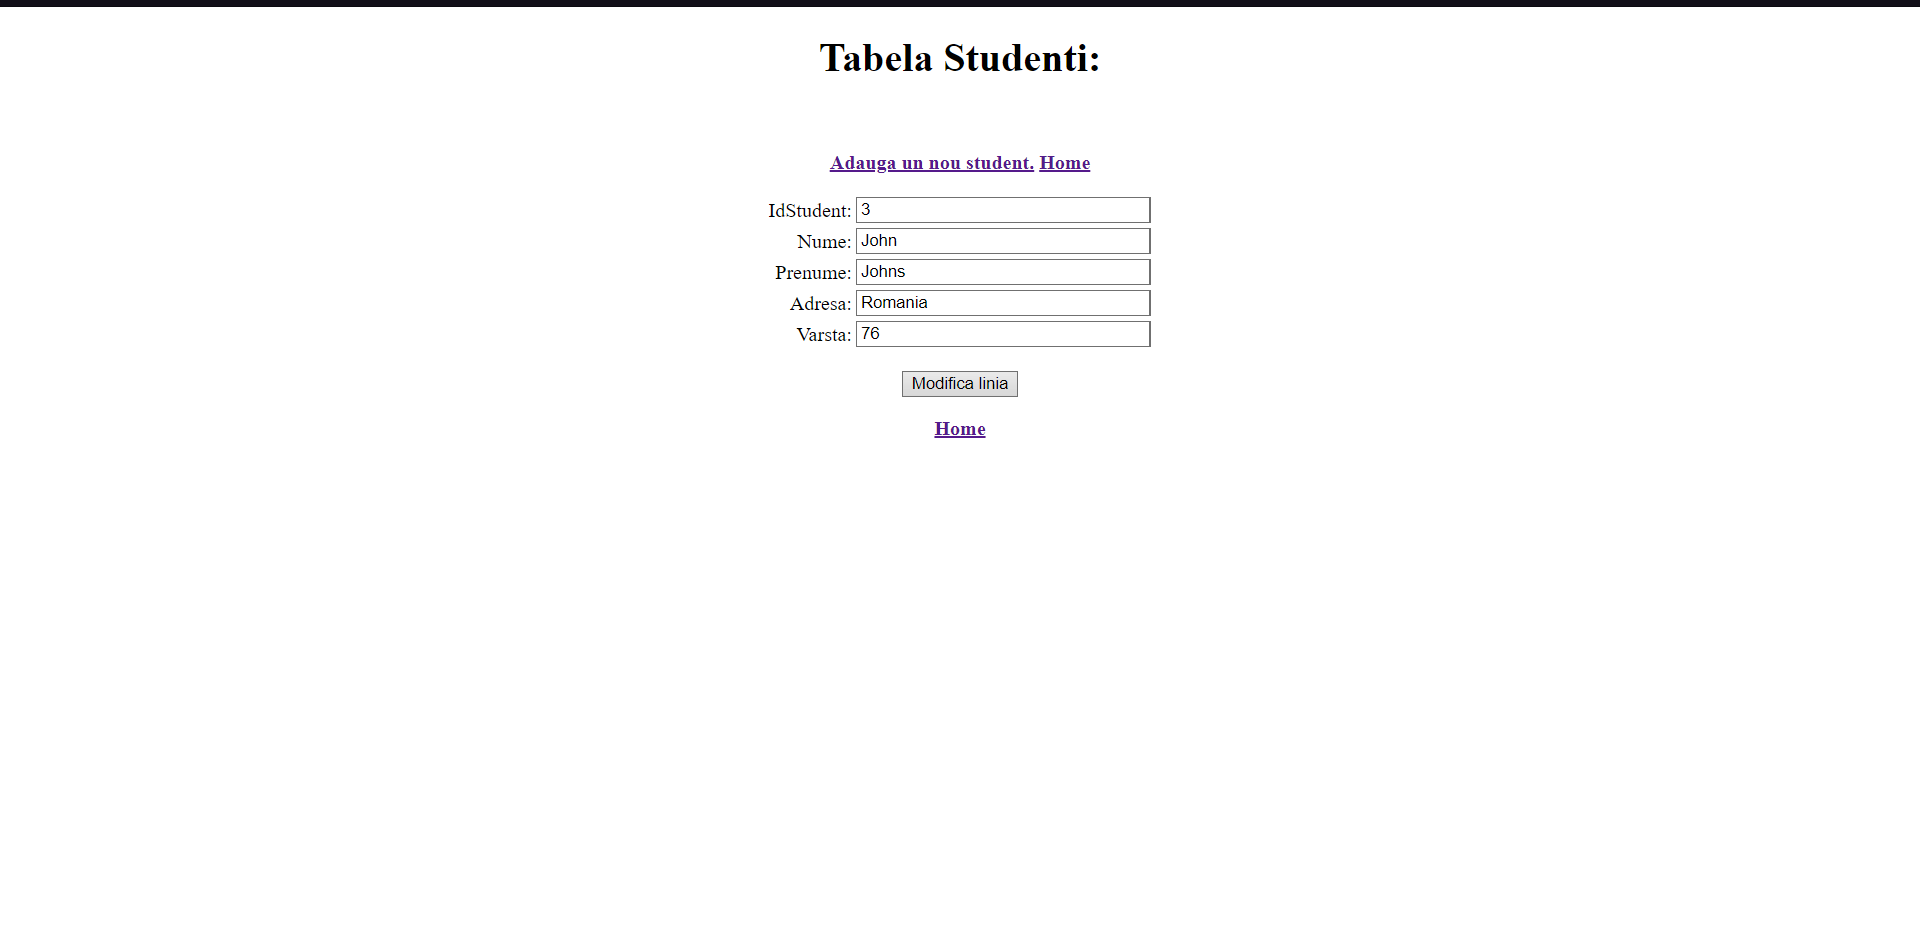 Tabela Studenti:
Adauga un nou student. Home
IdStudent: 3
Nume: John
Prenume: Johns
Adresa: Romania
Varsta: 76
Modifica linia
Home